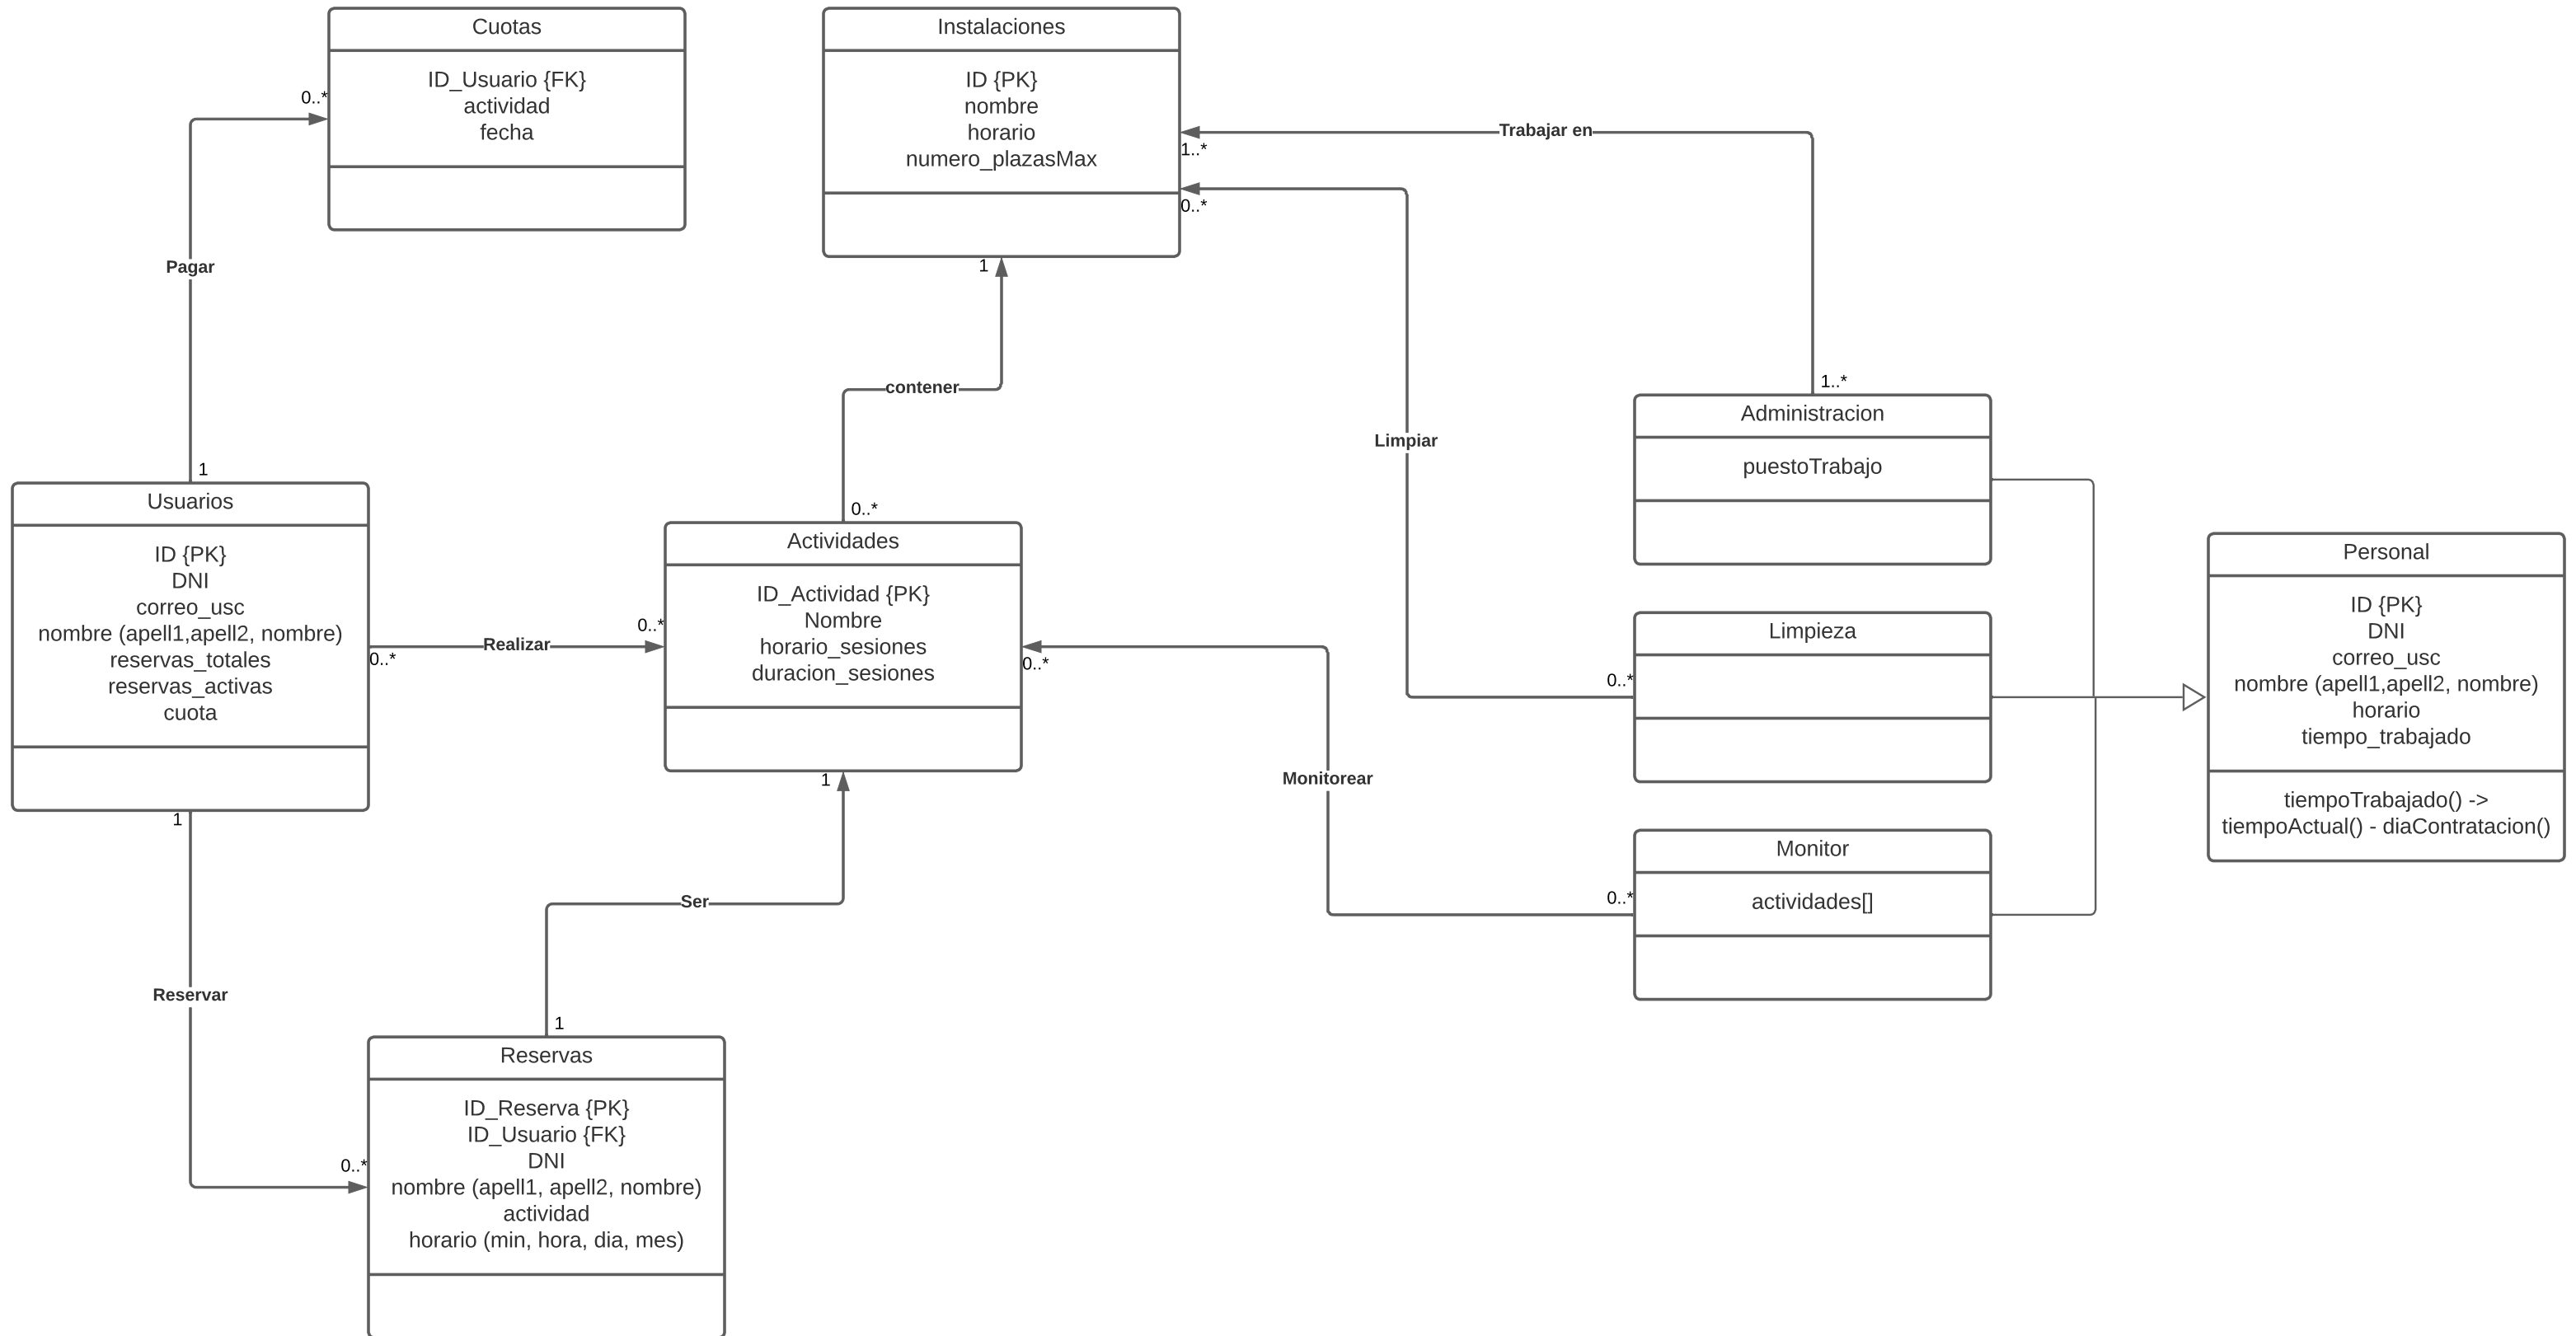 Cuotas
ID_Usuario {FK}
actividad
fecha
Instalaciones
ID {PK}
nombre
horario
numero_plazasMax
0..*
Trabajar en
1..*
0..*
Pagar
1
contener
1..*
Administracion
puestoTrabajo
Limpiar
1
Usuarios
ID {PK}
DNI
correo_usc
nombre (apell1,apell2, nombre)
reservas_totales
reservas_activas
cuota
0..*
Actividades
ID_Actividad {PK}
Nombre
horario_sesiones
duracion_sesiones
0..*
Realizar
0..*
0..*
Limpieza
0..*
Personal
ID {PK}
DNI
correo_usc
nombre (apell1,apell2, nombre)
horario
tiempo_trabajado
tiempoTrabajado() ->
tiempoActual() - diaContratacion()
Monitorear
1
1
Monitor
actividades[]
0..*
Ser
Reservar
1
Reservas
ID_Reserva {PK}
ID_Usuario {FK}
DNI
nombre (apell1, apell2, nombre)
actividad
horario (min, hora, dia, mes)
0..*